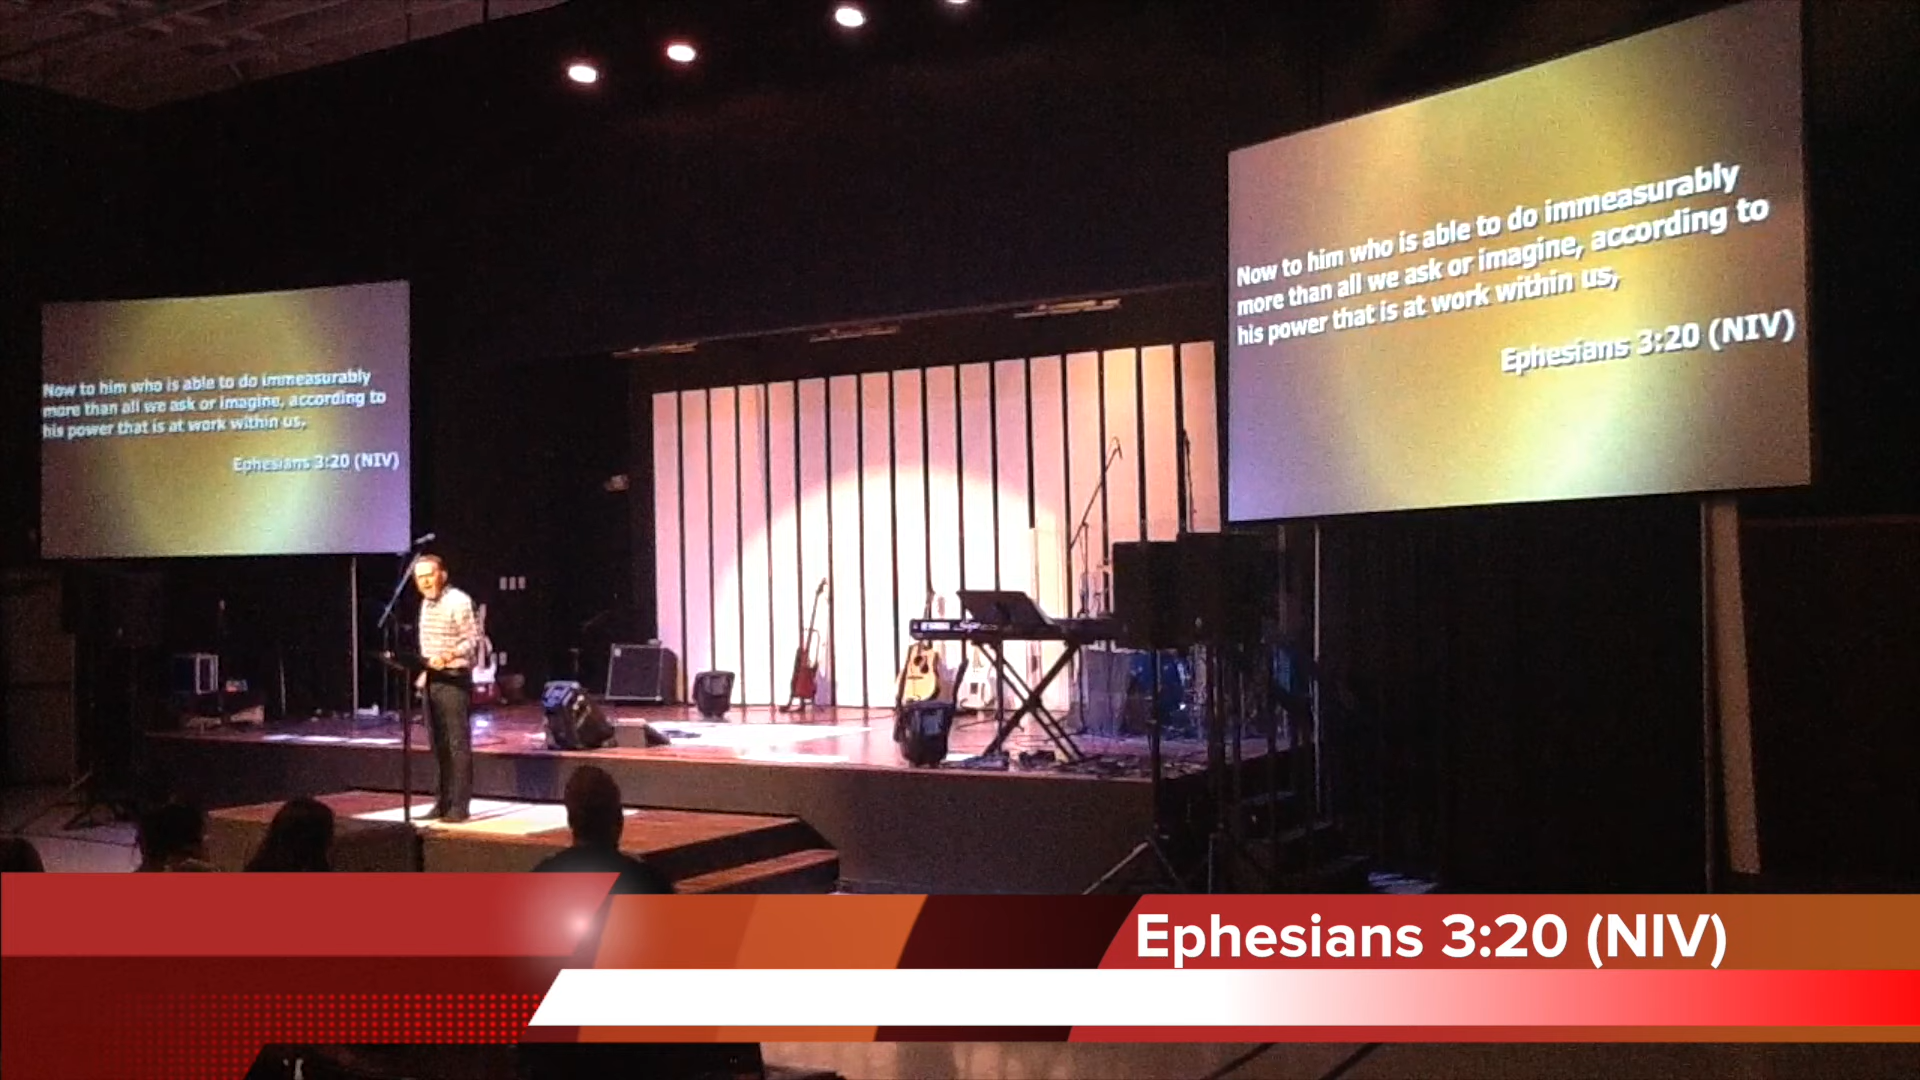 Now to him who is able to do immeasurably
more than all we ask or imagine, according to
his power that is at work within us,
Ephesians 3:20 (NIV)
Now to him who is able to do immeasurably
more than all we ask or imagine, according to
his power that is at work within us,
Ephesians 3:20 (NIV)
Ephesians 3:20 (NIV)